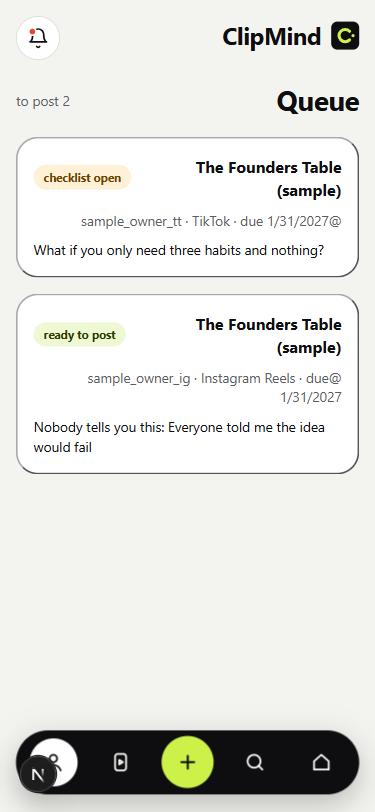 ClipMind
Queue
to post 2
The Founders Table
(sample)
checklist open
sample_owner_tt · TikTok · due 1/31/2027@
What if you only need three habits and nothing?
The Founders Table
(sample)
ready to post
sample_owner_ig · Instagram Reels · due@
1/31/2027
Nobody tells you this: Everyone told me the idea
would fail
N